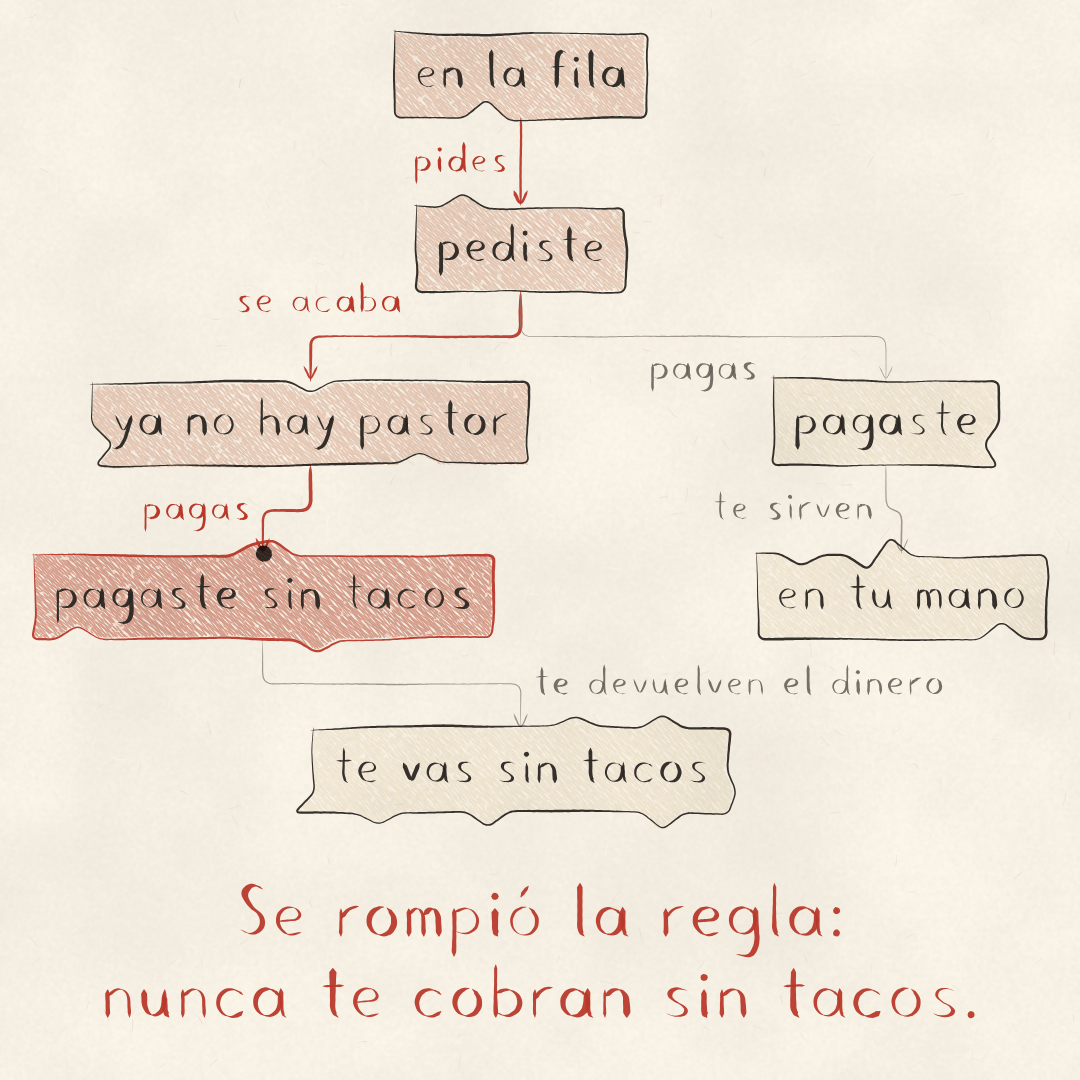 en la fila
pides
pediste
se acaba
pagas
ya no hay pastor
pagaste
pagas
te sirven
pagaste sin tacos
en tu mano
te devuelven el dinero
te vas sin tacos
Se rompió la regla:
nunca te cobran sin tacos.